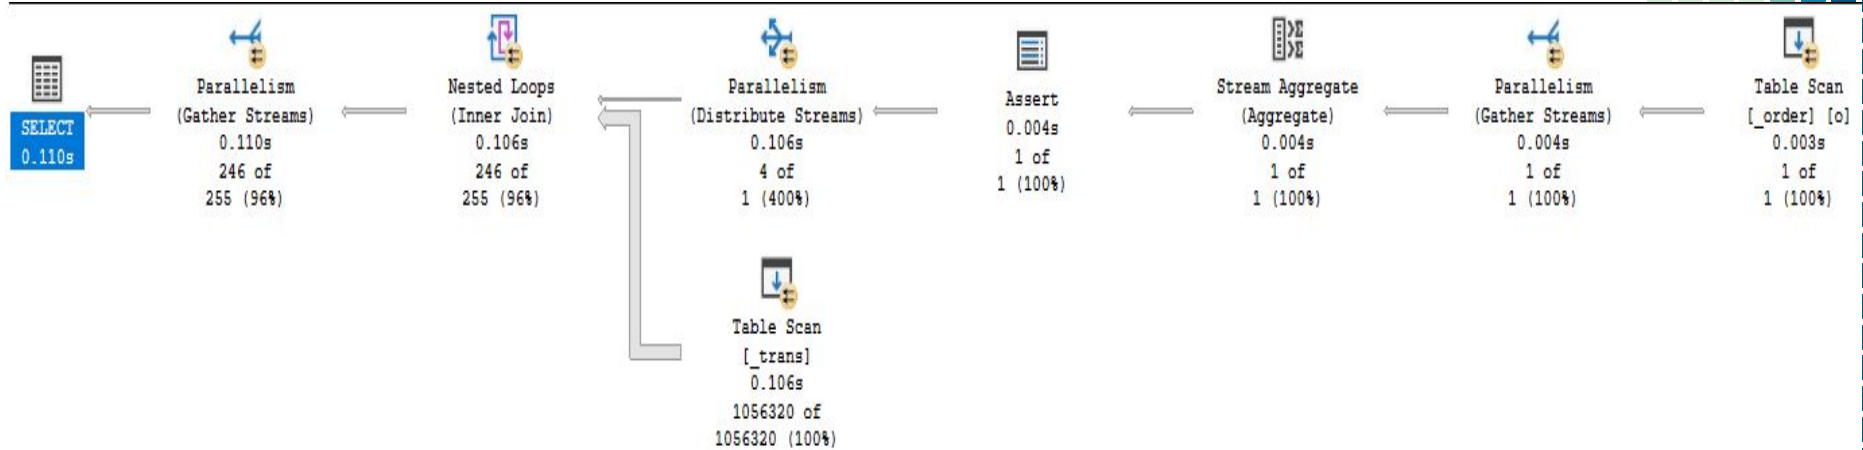 SELECT
0.110s
Parallelism
(Gather Streams)
0.110s
246 of
255 (96%)
Nested Loops
(Inner Join)
0.106s
246 of
255 (96%)
Parallelism
(Distribute Streams)
0.106s
4 of
1 (400%)
Assert
0.004s
1 of
1 (100%)
Stream Aggregate
(Aggregate)
0.004s
1 of
1 (100%)
Parallelism
(Gather Streams)
0.004s
1 of
1 (100%)
Table Scan
[_order] [o]
0.003s
1 of
1 (100%)
Table Scan
[_trans]
0.106s
1056320 of
1056320 (100%)